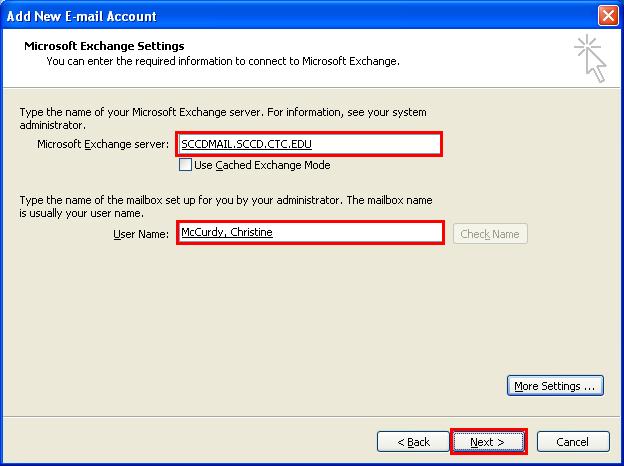 Add New E-mail Account
Microsoft Exchange Settings
You can enter the required information to connect to Microsoft Exchange.
Type the name of your Microsoft Exchange server. For information, see your system
administrator.
Microsoft Exchange server: SCCDMAIL.SCCD.CTC.EDU
Use Cached Exchange Mode
Type the name of the mailbox set up for you by your administrator. The mailbox name
is usually your user name.
User Name: McCurdy, Christine Check Name
More Settings ...
< Back Next > Cancel